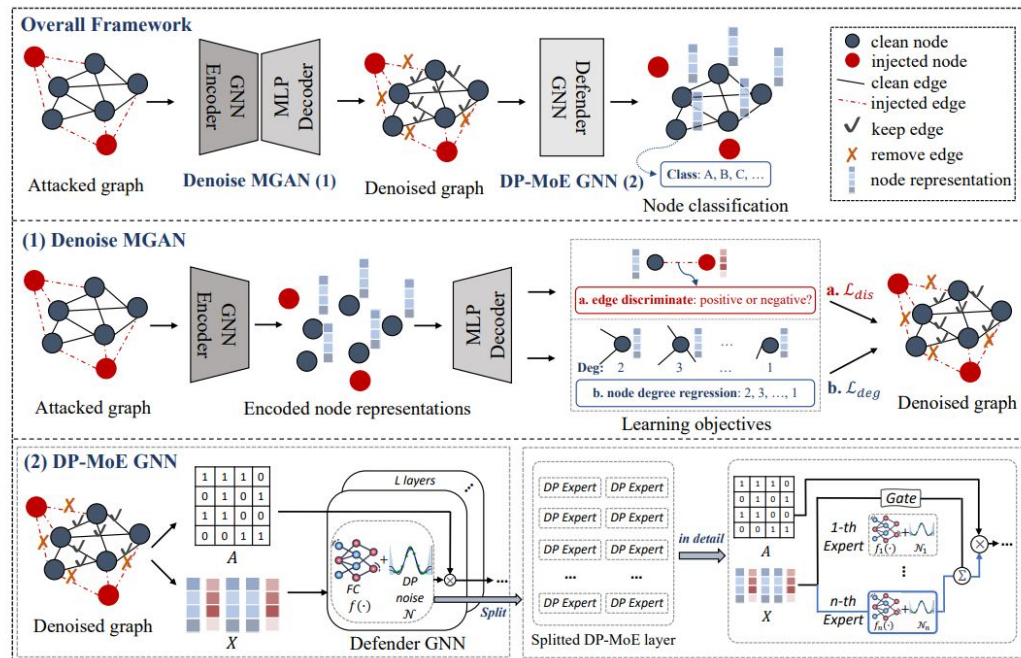 Overall Framework
GNN
Encoder
MLP
Decoder
Defender
GNN
Class: A, B, C, ...
clean node
injected node
clean edge
injected edge
keep edge
remove edge
node representation
Attacked graph
Denoise MGAN (1)
Denoised graph
DP-MoE GNN (2)
Node classification
(1) Denoise MGAN
GNN
Encoder
MLP
Decoder
a. edge discriminate: positive or negative?
Deg: 2 3 ... 1
b. node degree regression: 2, 3, ..., 1
a. ℒ_dis
b. ℒ_deg
Attacked graph
Encoded node representations
Learning objectives
Denoised graph
(2) DP-MoE GNN
1 1 1 0
0 1 0 1
1 1 0 0
0 0 1 1
A
X
Denoised graph
L layers
...
FC
f(·)
+
DP
noise
𝒩
⊗
...
Defender GNN
Split
DP Expert DP Expert
DP Expert DP Expert
DP Expert DP Expert
... ...
DP Expert DP Expert
Splitted DP-MoE layer
in detail
1 1 1 0
0 1 0 1
1 1 0 0
0 0 1 1
A
X
Gate
1-th
Expert
f₁(·)
+
𝒩₁
⋮
n-th
Expert
fₙ(·)
+
𝒩ₙ
Σ
⊗
...